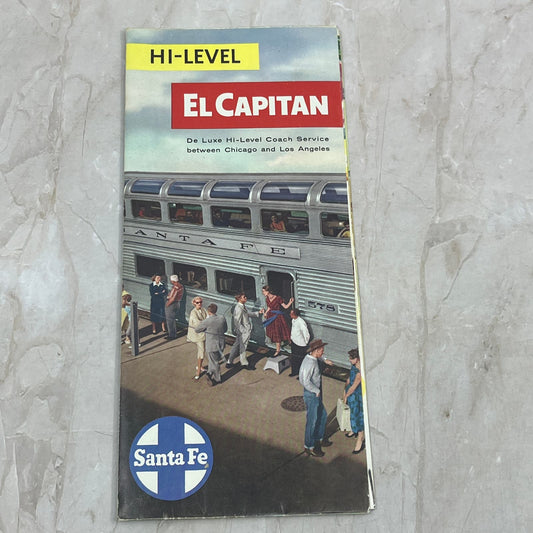 HI-LEVEL
EL CAPITAN
De Luxe Hi-Level Coach Service
between Chicago and Los Angeles
SANTA FE
578
Santa Fe